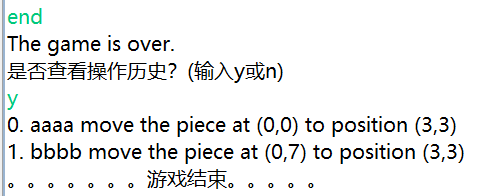 end
The game is over.
是否查看操作历史？(输入y或n)
y
0. aaaa move the piece at (0,0) to position (3,3)
1. bbbb move the piece at (0,7) to position (3,3)
。。。。。。。游戏结束。。。。。